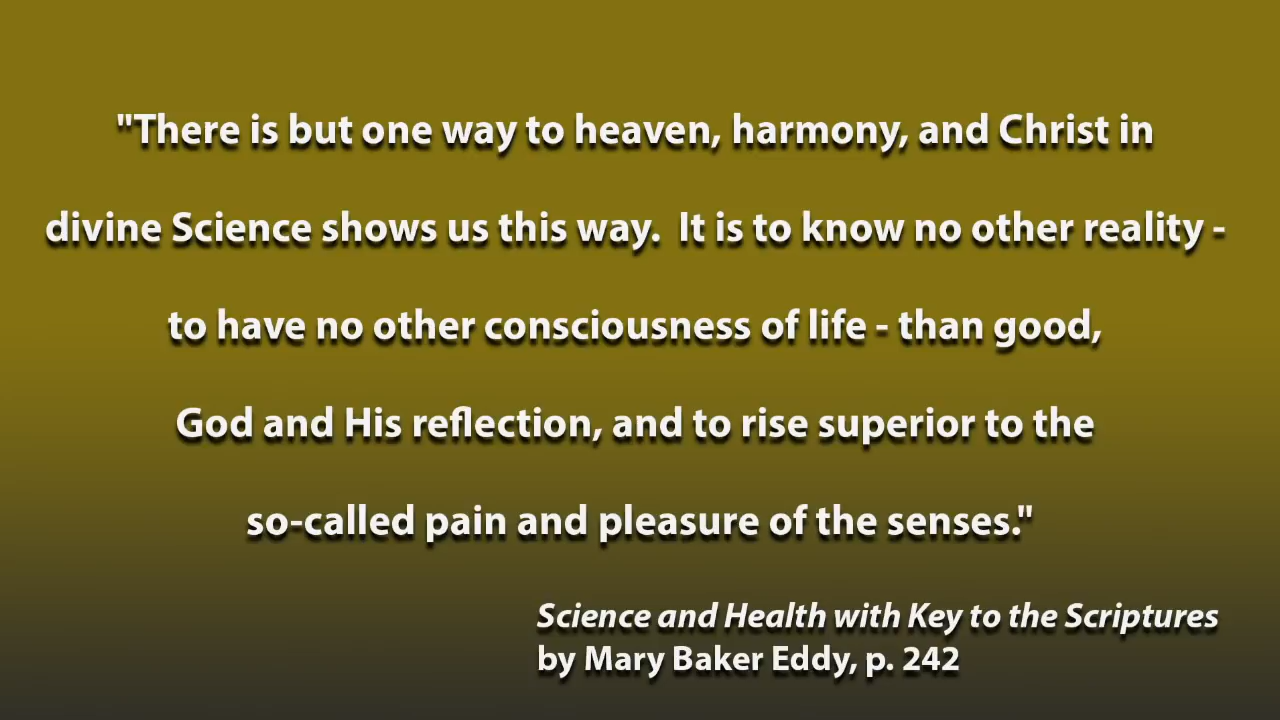 "There is but one way to heaven, harmony, and Christ in
divine Science shows us this way.  It is to know no other reality -
to have no other consciousness of life - than good,
God and His reflection, and to rise superior to the
so-called pain and pleasure of the senses."
Science and Health with Key to the Scriptures
by Mary Baker Eddy, p. 242